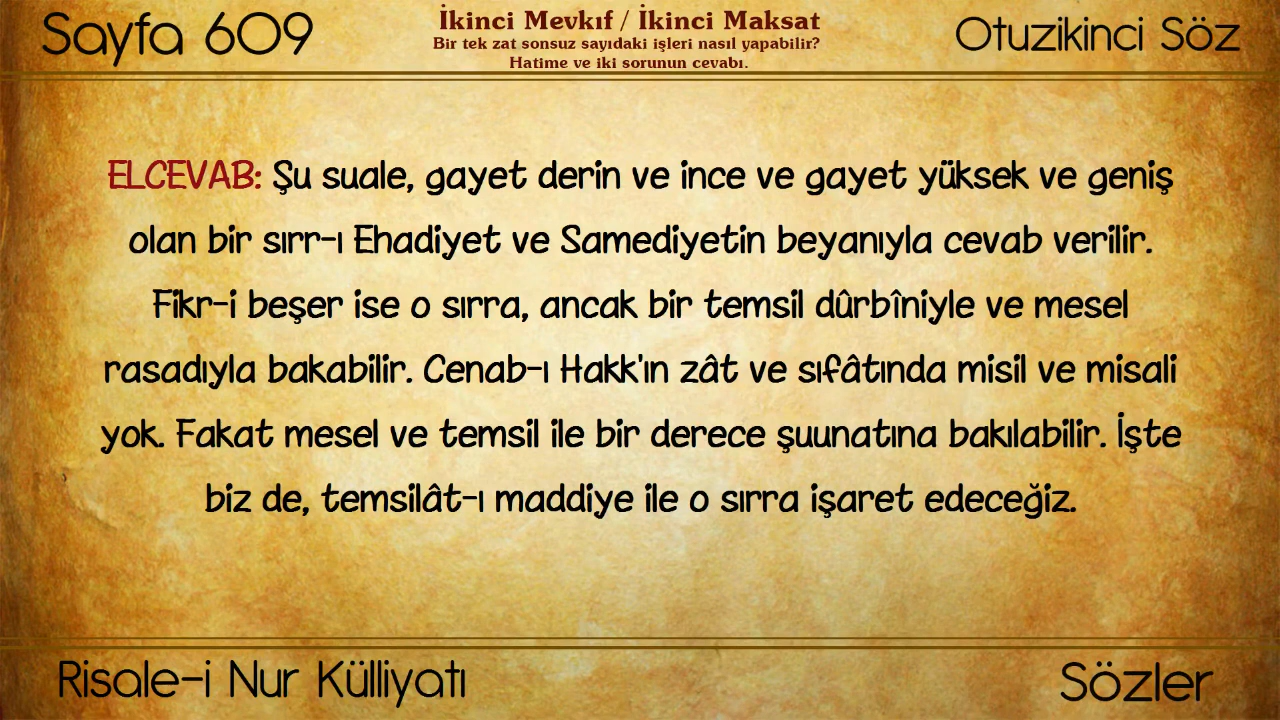 Sayfa 609
İkinci Mevkıf / İkinci Maksat
Bir tek zat sonsuz sayıdaki işleri nasıl yapabilir?
Hatime ve iki sorunun cevabı.
Otuzikinci Söz
ELCEVAB: Şu suale, gayet derin ve ince ve gayet yüksek ve geniş
olan bir sırr-ı Ehadiyet ve Samediyetin beyanıyla cevab verilir.
Fikr-i beşer ise o sırra, ancak bir temsil dûrbîniyle ve mesel
rasadıyla bakabilir. Cenab-ı Hakk'ın zât ve sıfâtında misil ve misali
yok. Fakat mesel ve temsil ile bir derece şuunatına bakılabilir. İşte
biz de, temsilât-ı maddiye ile o sırra işaret edeceğiz.
Risale-i Nur Külliyatı
Sözler